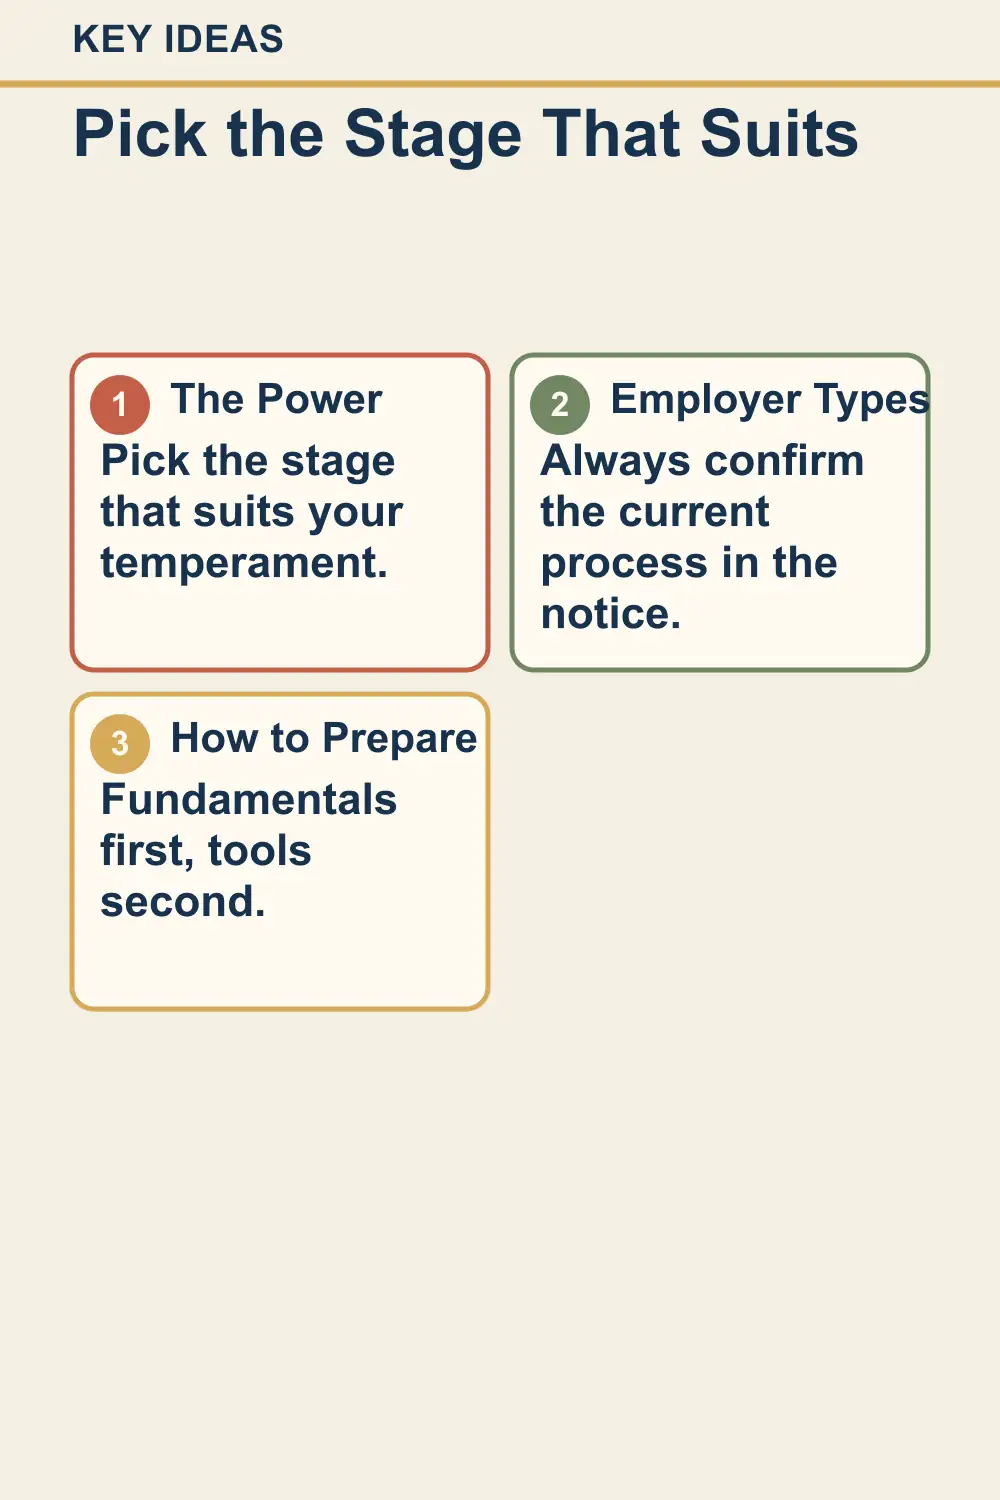 KEY IDEAS
Pick the Stage That Suits
1 The Power
Pick the stage
that suits your
temperament.
2 Employer Types
Always confirm
the current
process in the
notice.
3 How to Prepare
Fundamentals
first, tools
second.